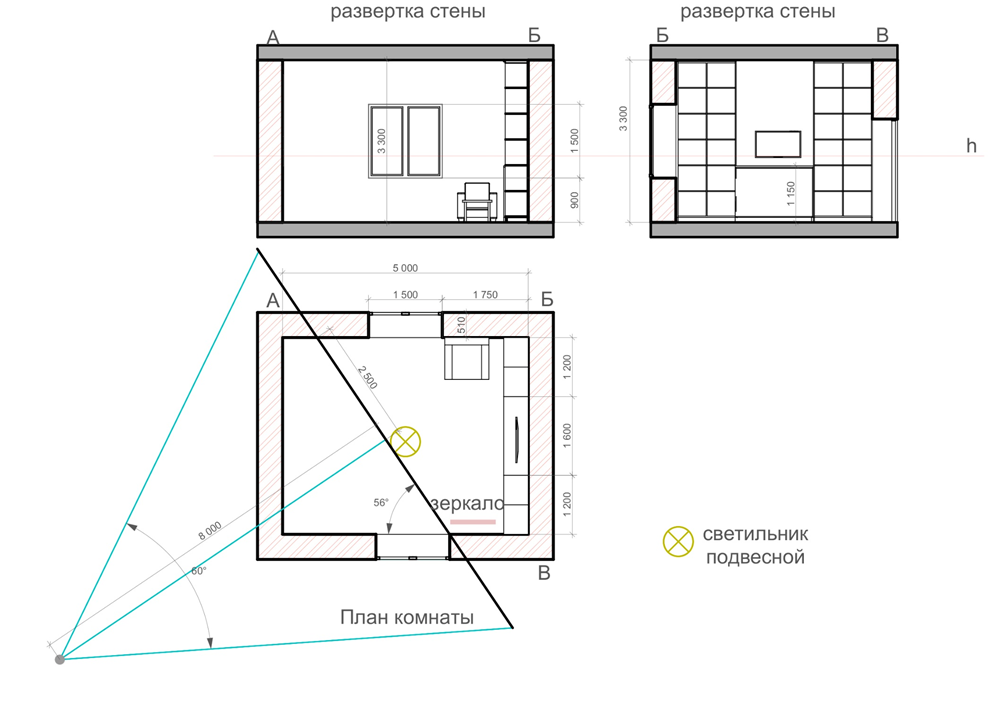 развертка стены
развертка стены
А
Б
Б
В
3 300
1 500
900
3 300
1 150
h
5 000
1 500
1 750
А
Б
510
2 500
1 200
1 600
1 200
56°
зеркало
8 000
60°
В
План комнаты
светильник
подвесной